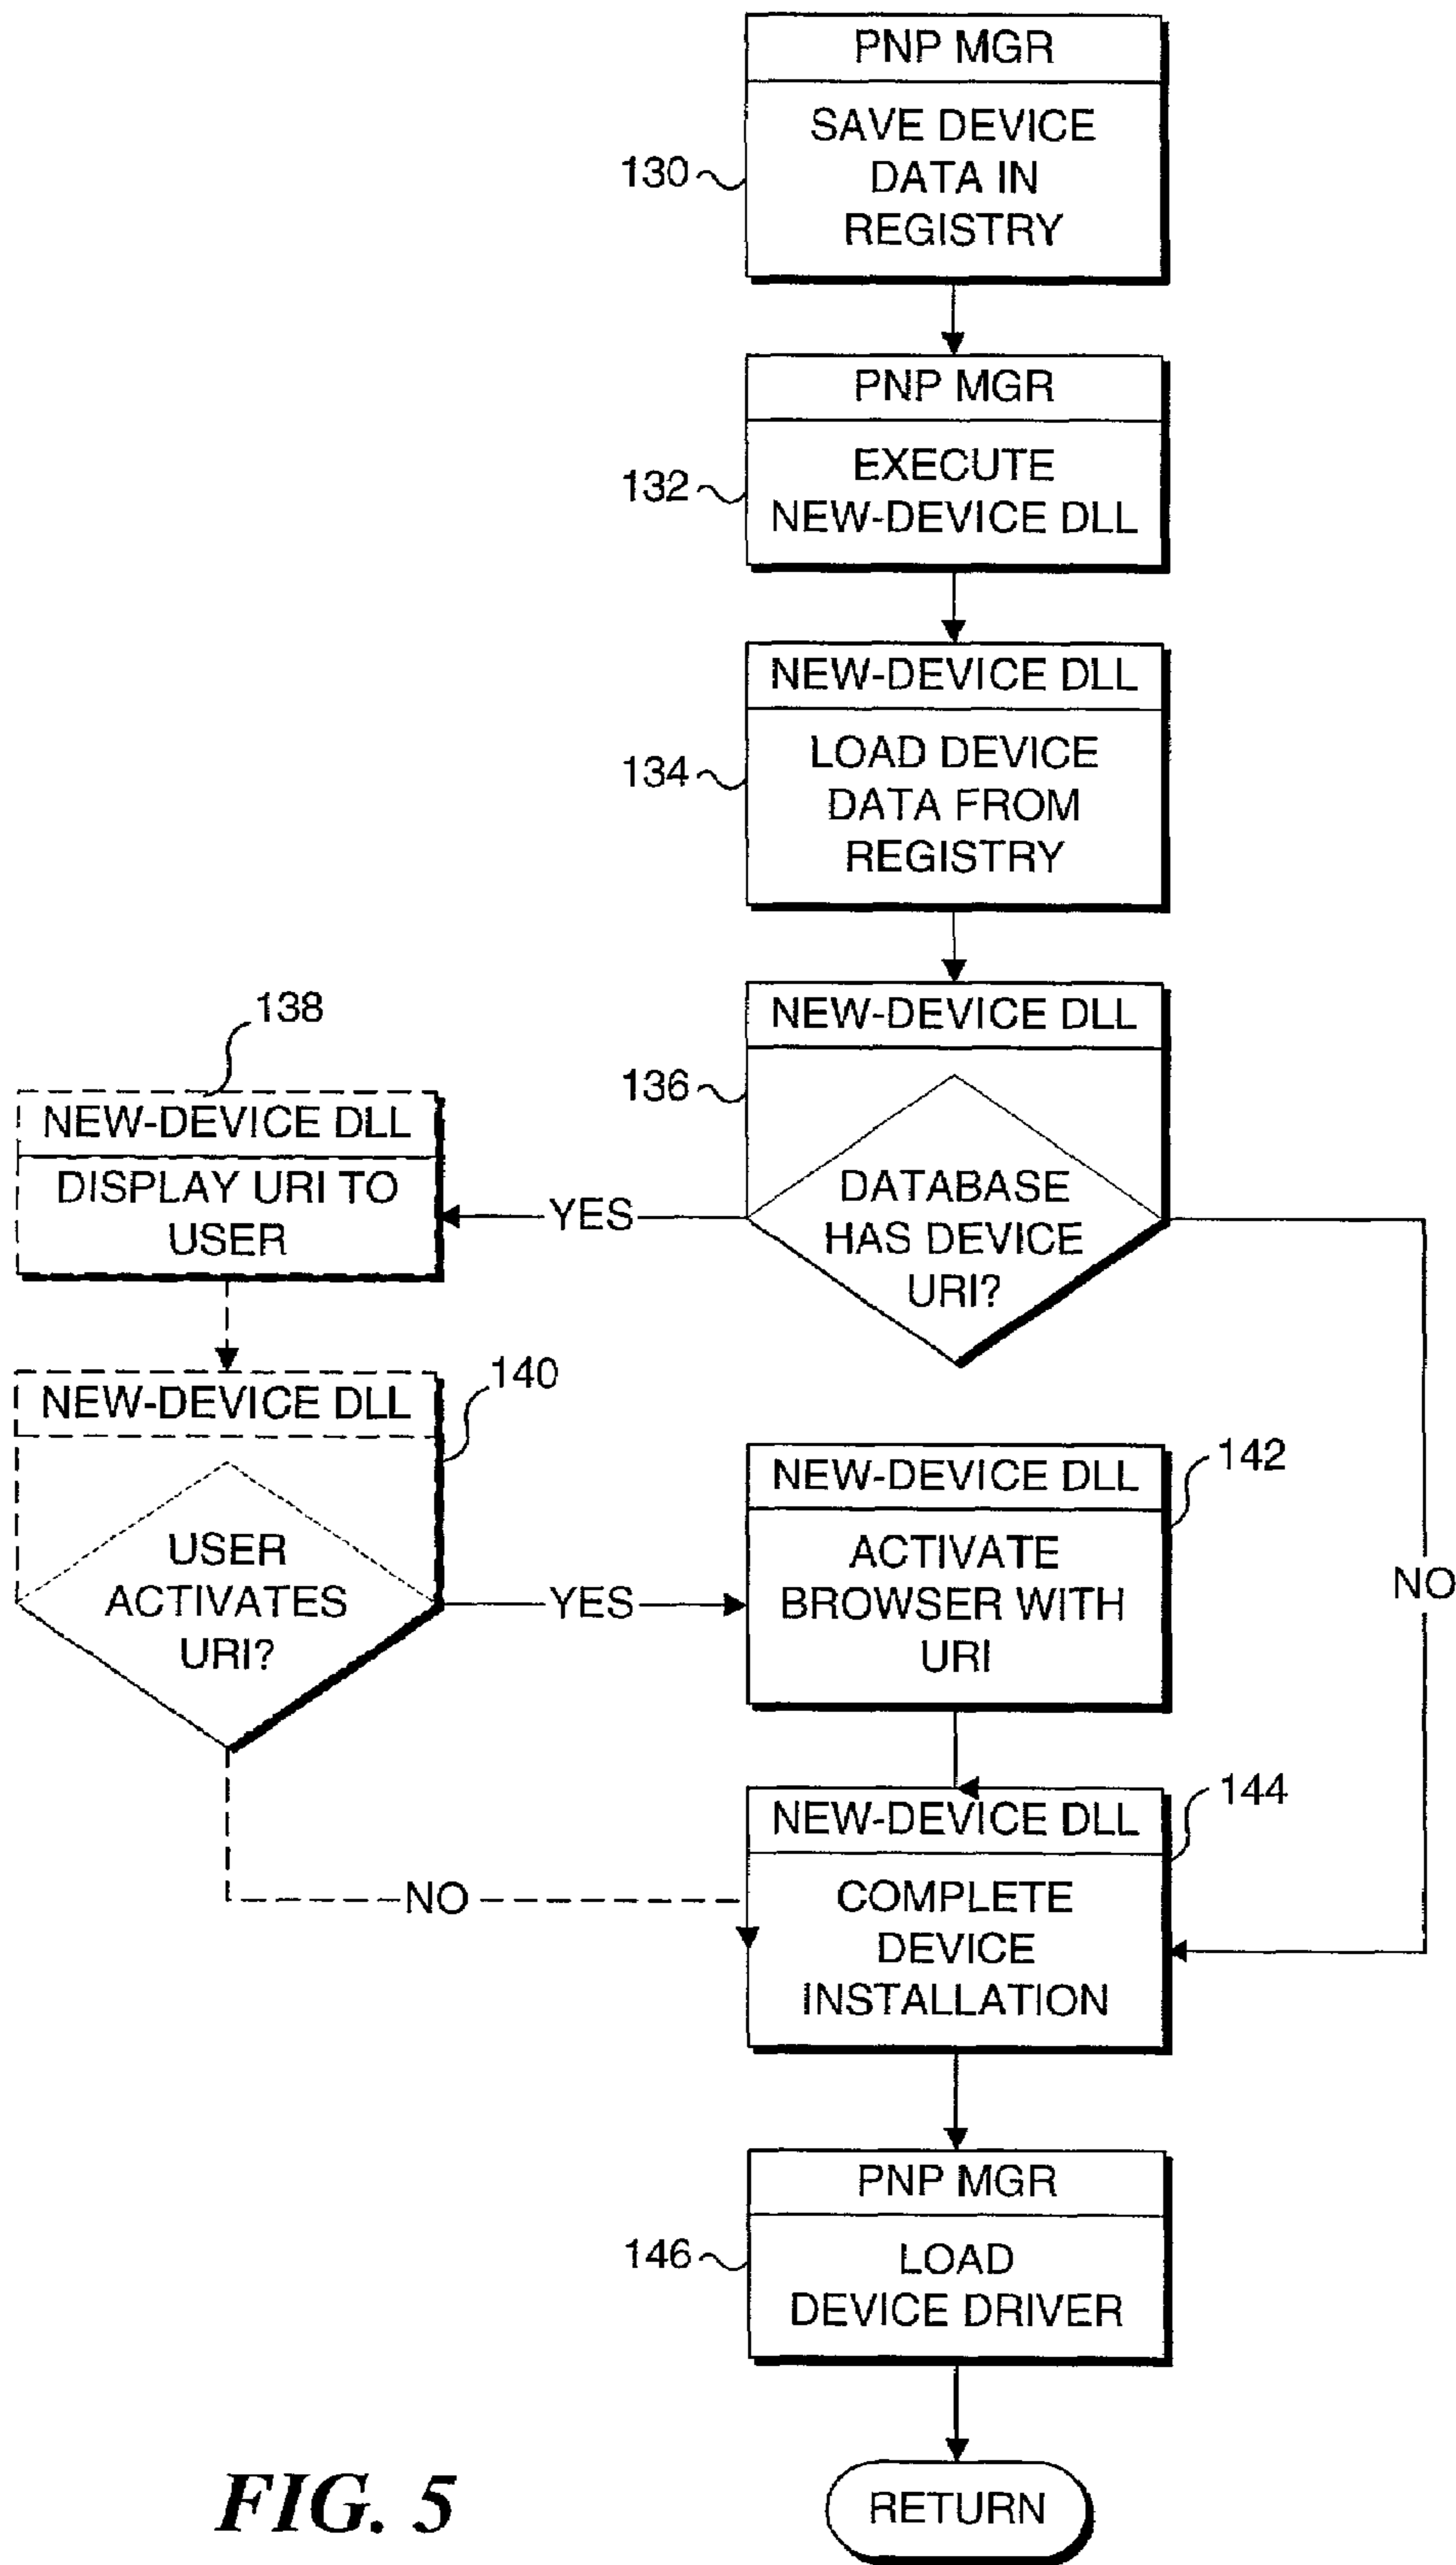 PNP MGR
130
SAVE DEVICE
DATA IN
REGISTRY
PNP MGR
132
EXECUTE
NEW-DEVICE DLL
NEW-DEVICE DLL
134
LOAD DEVICE
DATA FROM
REGISTRY
NEW-DEVICE DLL
136
DATABASE
HAS DEVICE
URI?
YES
NO
138
NEW-DEVICE DLL
DISPLAY URI TO
USER
140
NEW-DEVICE DLL
USER
ACTIVATES
URI?
YES
NO
142
NEW-DEVICE DLL
ACTIVATE
BROWSER WITH
URI
144
NEW-DEVICE DLL
COMPLETE
DEVICE
INSTALLATION
PNP MGR
146
LOAD
DEVICE DRIVER
RETURN
FIG. 5